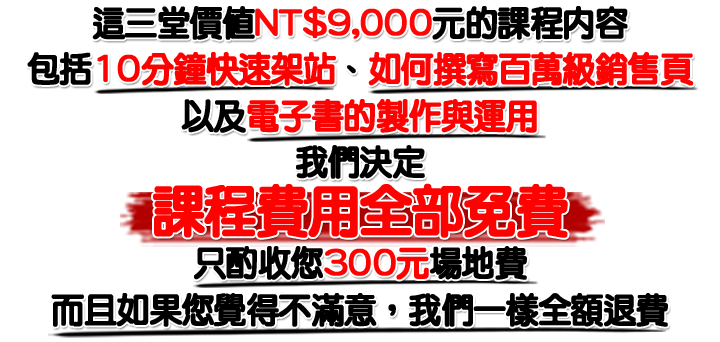 這三堂價值NT$9,000元的課程内容
包括10分鐘快速架站、如何撰寫百萬級銷售頁
以及電子書的製作與運用
我們決定
課程費用全部免費
只酌收您300元場地費
而且如果您覺得不滿意，我們一樣全額退費